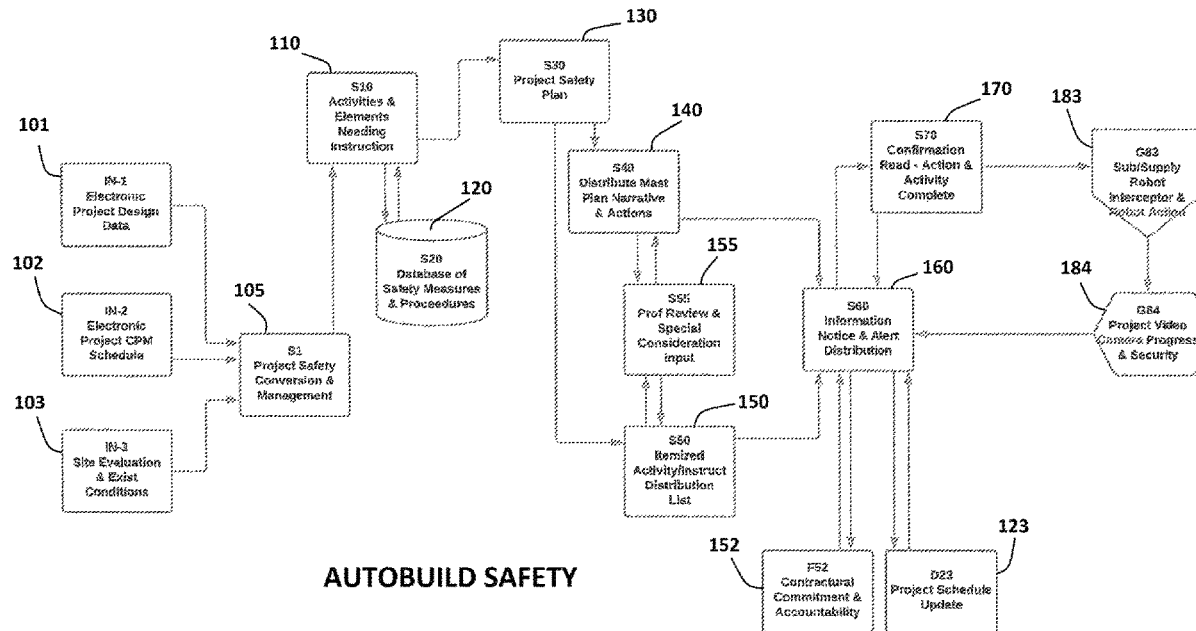 130
110
S30
Project Safety
Plan
S10
Activities &
Elements
Needing
Instruction
170
183
140
101
S70
Confirmation
Read - Action &
Activity
Complete
G83
Sub/Supply
Robot
Interceptor &
Robot Action
IN-1
Electronic
Project Design
Data
S40
Distribute Mast
Plan Narrative
& Actions
120
155
S20
Database of
Safety Measures
& Proceedures
102
105
160
184
IN-2
Electronic
Project CPM
Schedule
S55
Prof Review &
Special
Consideration
input
S60
Information
Notice & Alert
Distribution
G84
Project Video
Camera Progress
& Security
S1
Project Safety
Conversion &
Management
103
150
IN-3
Site Evaluation
& Exist
Conditions
S50
Itemized
Activity/Instruct
Distribution
List
152
123
F52
Contractural
Commitment &
Accountability
D23
Project Schedule
Update
AUTOBUILD SAFETY